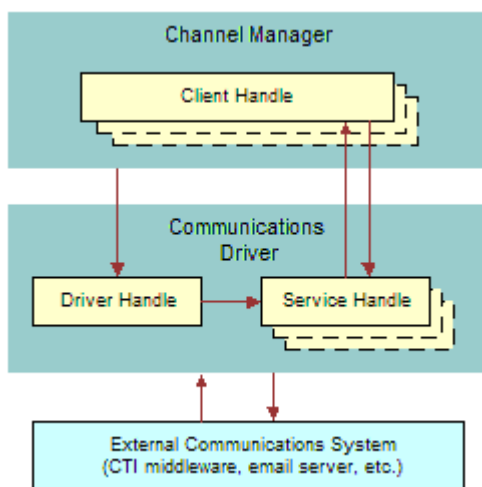 Channel Manager
Client Handle
Communications
Driver
Driver Handle
Service Handle
External Communications System
(CTI middleware, email server, etc.)